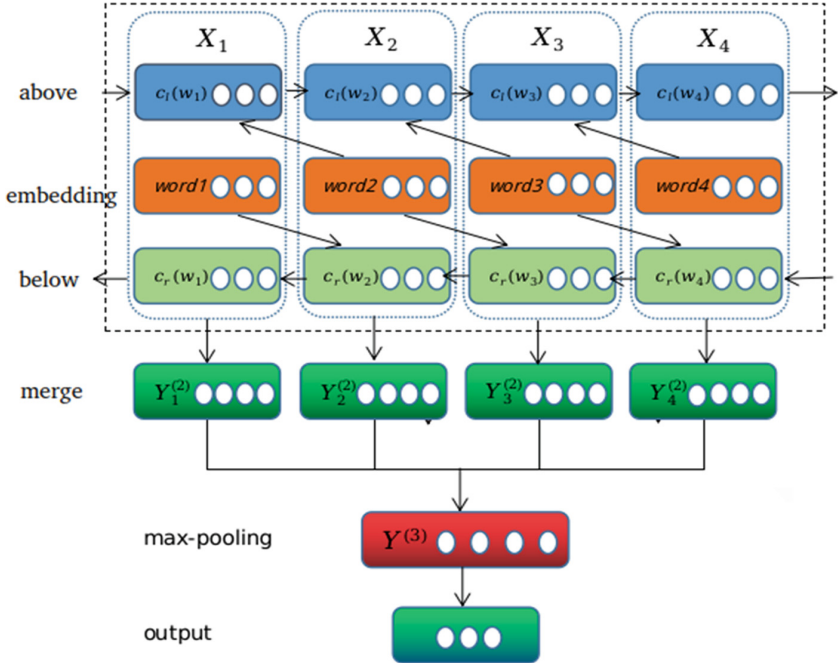 X₁ X₂ X₃ X₄
above cₗ(w₁) cₗ(w₂) cₗ(w₃) cₗ(w₄)
embedding word1 word2 word3 word4
below cᵣ(w₁) cᵣ(w₂) cᵣ(w₃) cᵣ(w₄)
merge Y₁⁽²⁾ Y₂⁽²⁾ Y₃⁽²⁾ Y₄⁽²⁾
max-pooling Y⁽³⁾
output